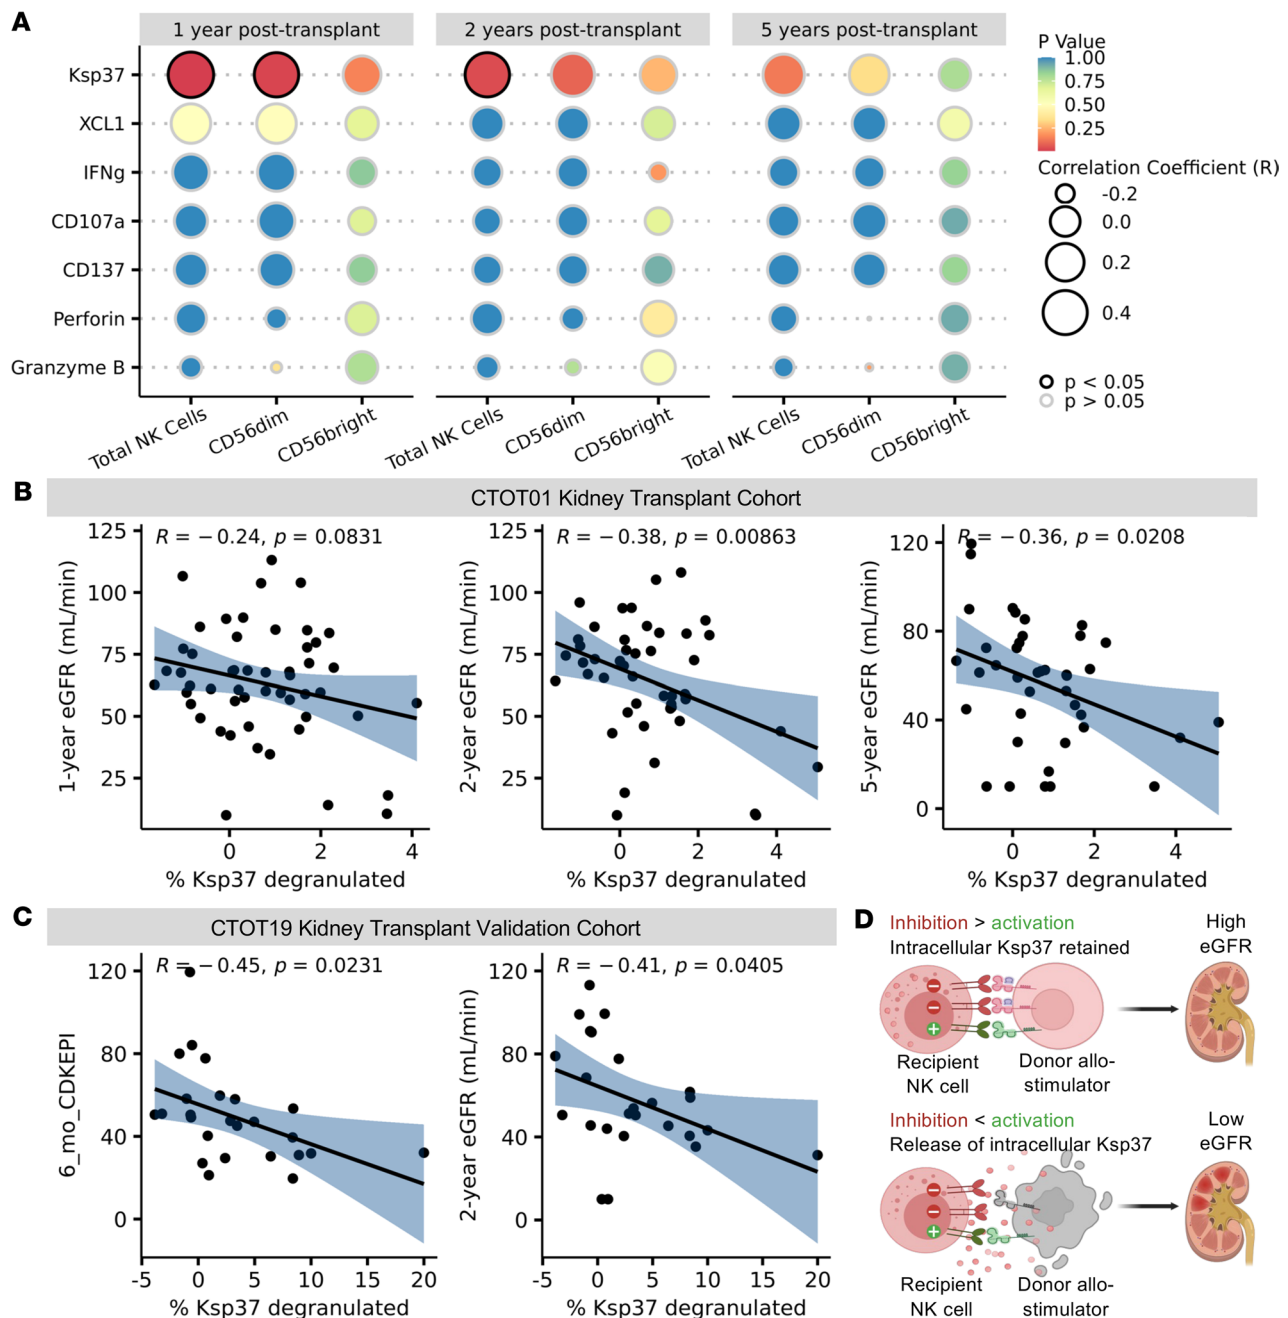 A
1 year post-transplant
2 years post-transplant
5 years post-transplant
Ksp37
XCL1
IFNg
CD107a
CD137
Perforin
Granzyme B
Total NK Cells
CD56dim
CD56bright
Total NK Cells
CD56dim
CD56bright
Total NK Cells
CD56dim
CD56bright
P Value
1.00
0.75
0.50
0.25
Correlation Coefficient (R)
-0.2
0.0
0.2
0.4
p < 0.05
p > 0.05
B
CTOT01 Kidney Transplant Cohort
R = −0.24, p = 0.0831
1-year eGFR (mL/min)
125
100
75
50
25
0 2 4
% Ksp37 degranulated
R = −0.38, p = 0.00863
2-year eGFR (mL/min)
125
100
75
50
25
0 2 4
% Ksp37 degranulated
R = −0.36, p = 0.0208
5-year eGFR (mL/min)
120
80
40
0
0 2 4
% Ksp37 degranulated
C
CTOT19 Kidney Transplant Validation Cohort
R = −0.45, p = 0.0231
6_mo_CDKEPI
120
80
40
0
-5 0 5 10 15 20
% Ksp37 degranulated
R = −0.41, p = 0.0405
2-year eGFR (mL/min)
120
80
40
0
-5 0 5 10 15 20
% Ksp37 degranulated
D
Inhibition > activation
Intracellular Ksp37 retained
High
eGFR
Recipient
NK cell
Donor allo-
stimulator
Inhibition < activation
Release of intracellular Ksp37
Low
eGFR
Recipient
NK cell
Donor allo-
stimulator